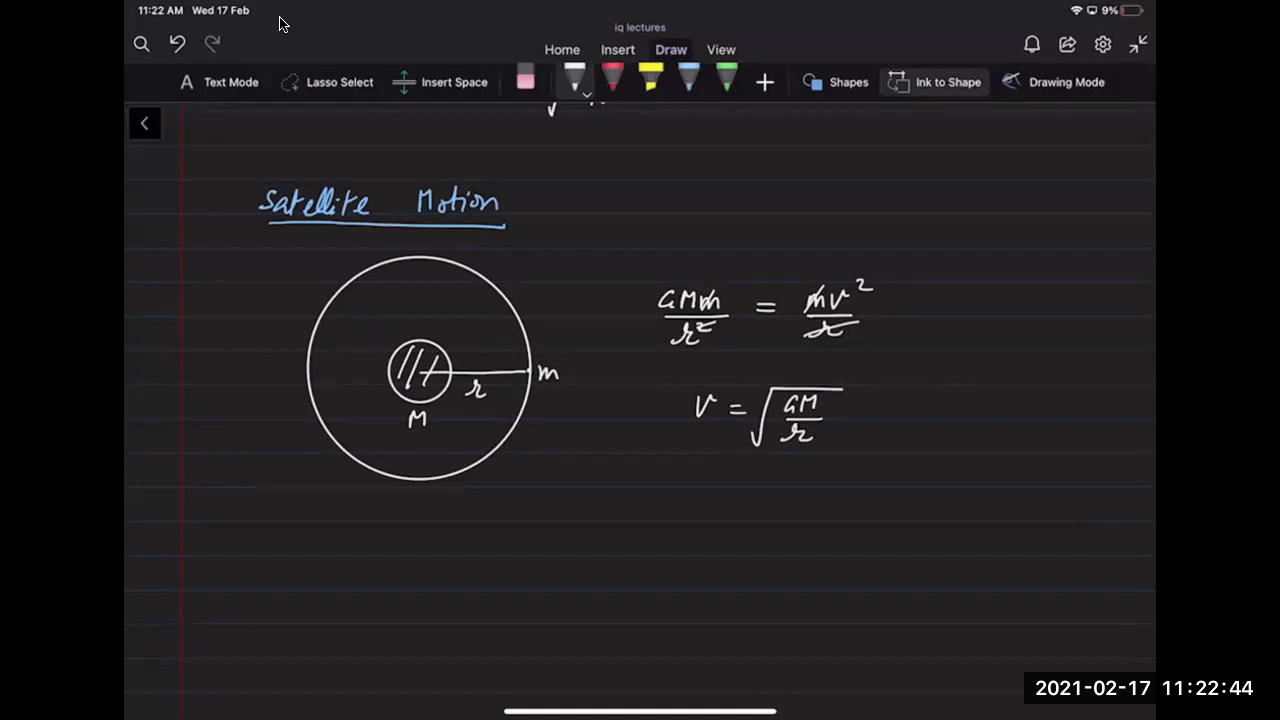 11:22 AM Wed 17 Feb
9%
iq lectures
Home Insert Draw View
Text Mode Lasso Select Insert Space Shapes Ink to Shape Drawing Mode
Satellite Motion
GMm/r² = mv²/r
r m
M
V = √(GM/r)
2021-02-17 11:22:44